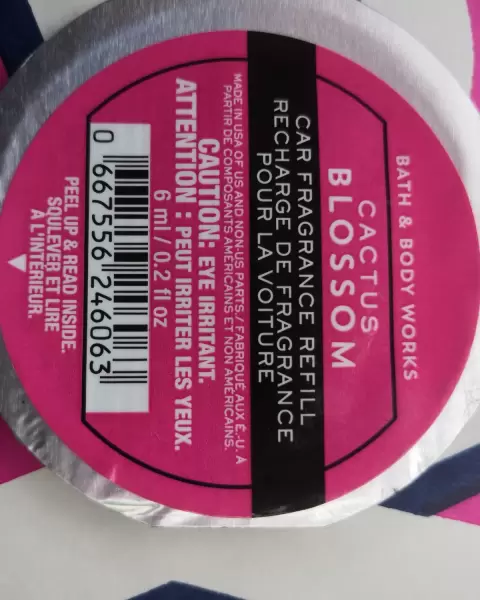 BATH & BODY WORKS
CACTUS
BLOSSOM
CAR FRAGRANCE REFILL
RECHARGE DE FRAGRANCE
POUR LA VOITURE
MADE IN USA OF US AND NON-US PARTS / FABRIQUÉ AUX É.-U. À
PARTIR DE COMPOSANTS AMÉRICAINS ET NON AMÉRICAINS.
CAUTION: EYE IRRITANT.
ATTENTION : PEUT IRRITER LES YEUX.
6 ml / 0.2 fl oz
0 667556 246063
PEEL UP & READ INSIDE.
SOULEVER ET LIRE
À L'INTÉRIEUR.